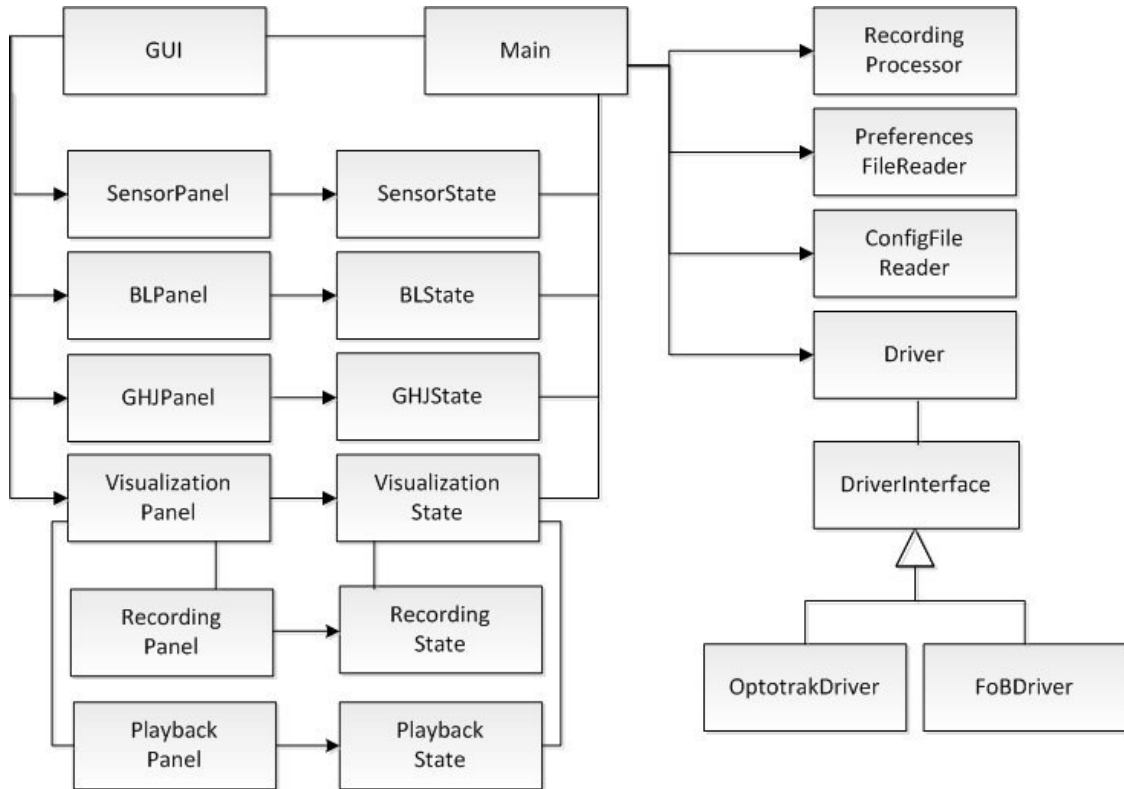 GUI
Main
Recording
Processor
Preferences
FileReader
SensorPanel
SensorState
ConfigFile
Reader
BLPanel
BLState
Driver
GHJPanel
GHJState
Visualization
Panel
Visualization
State
DriverInterface
Recording
Panel
Recording
State
OptotrakDriver
FoBDriver
Playback
Panel
Playback
State